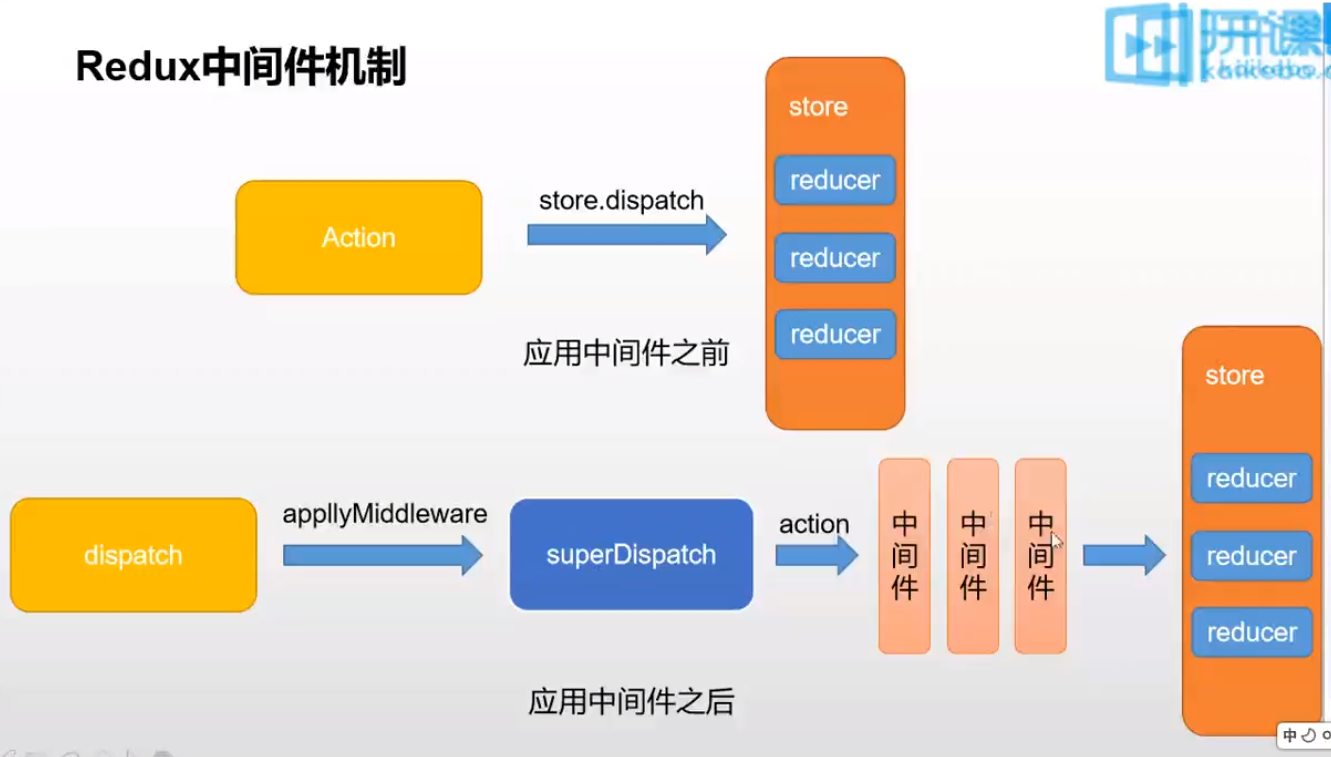 Redux中间件机制
开课吧
kaikeba.c
store
reducer
reducer
reducer
Action
store.dispatch
应用中间件之前
dispatch
appllyMiddleware
superDispatch
action
中间件
中间件
中间件
store
reducer
reducer
reducer
应用中间件之后
中